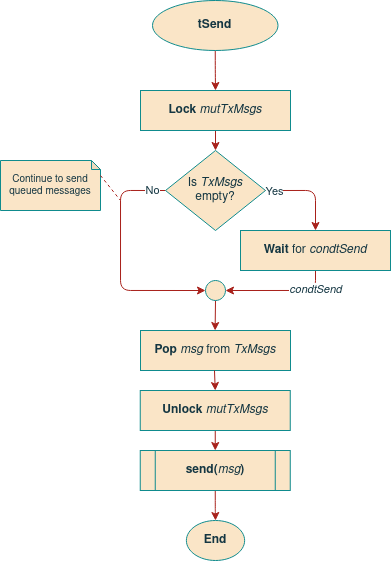 tSend
Lock mutTxMsgs
Continue to send
queued messages
Is TxMsgs
empty?
No
Yes
Wait for condtSend
condtSend
Pop msg from TxMsgs
Unlock mutTxMsgs
send(msg)
End